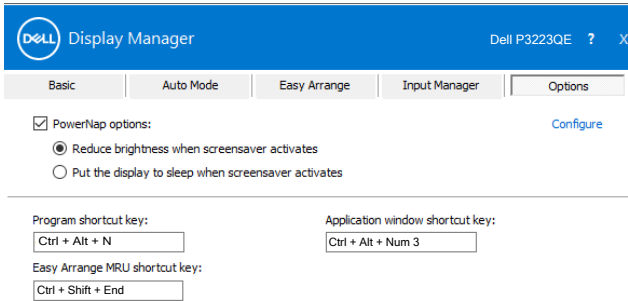 DELL Display Manager Dell P3223QE ? X
Basic Auto Mode Easy Arrange Input Manager Options
PowerNap options: Configure
Reduce brightness when screensaver activates
Put the display to sleep when screensaver activates
Program shortcut key: Application window shortcut key:
Ctrl + Alt + N Ctrl + Alt + Num 3
Easy Arrange MRU shortcut key:
Ctrl + Shift + End